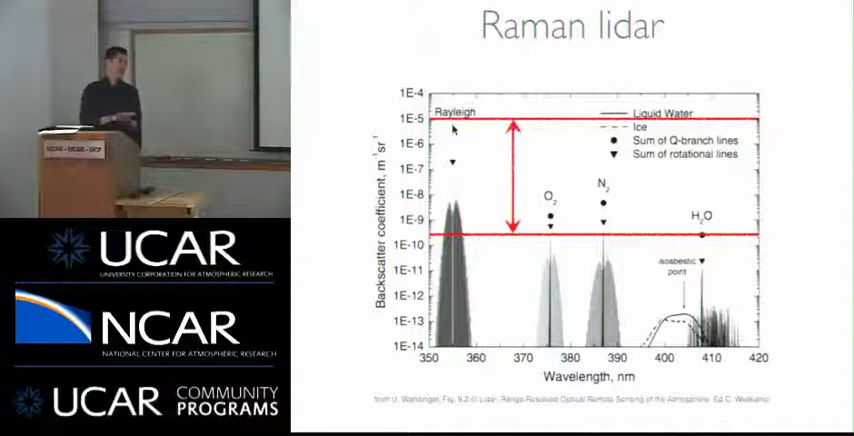 Raman lidar
Rayleigh
Liquid Water
Ice
Sum of Q-branch lines
Sum of rotational lines
O2
N2
H2O
isosbestic
point
Backscatter coefficient, m-1sr-1
1E-4
1E-5
1E-6
1E-7
1E-8
1E-9
1E-10
1E-11
1E-12
1E-13
1E-14
350 360 370 380 390 400 410 420
Wavelength, nm
from U. Wandinger, Fig. 9.2 in Lidar: Range-Resolved Optical Remote Sensing of the Atmosphere, Ed C. Weitkamp
NCAR - UCAR - UCP
UCAR
UNIVERSITY CORPORATION FOR ATMOSPHERIC RESEARCH
NCAR
NATIONAL CENTER FOR ATMOSPHERIC RESEARCH
UCAR COMMUNITY
PROGRAMS